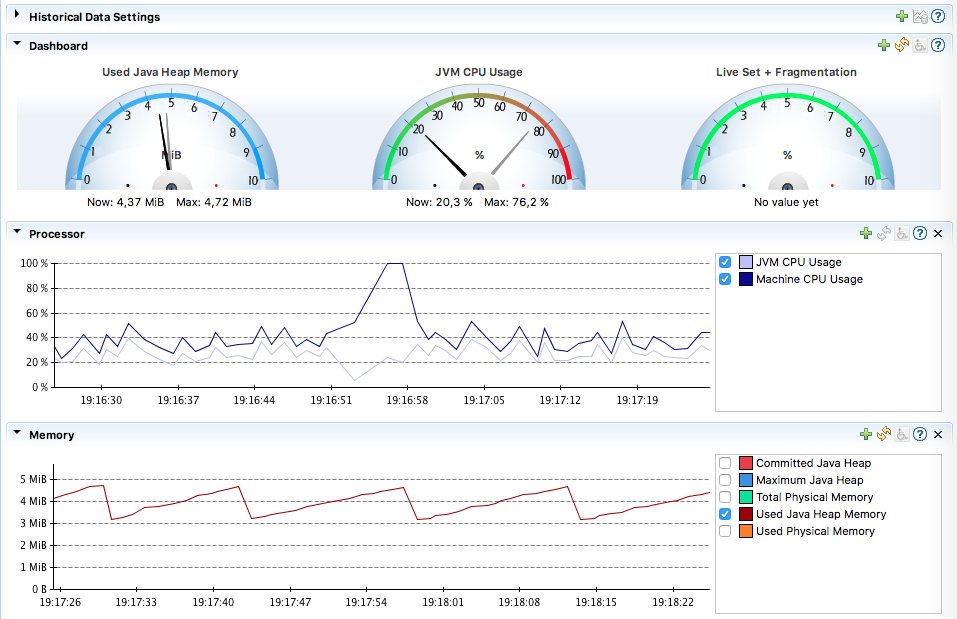 Historical Data Settings
Dashboard
Used Java Heap Memory
0 1 2 3 4 5 6 7 8 9 10
MiB
Now: 4,37 MiB Max: 4,72 MiB
JVM CPU Usage
0 10 20 30 40 50 60 70 80 90 100
%
Now: 20,3 % Max: 76,2 %
Live Set + Fragmentation
0 1 2 3 4 5 6 7 8 9 10
%
No value yet
Processor
100 %
80 %
60 %
40 %
20 %
0 %
19:16:30 19:16:37 19:16:44 19:16:51 19:16:58 19:17:05 19:17:12 19:17:19
JVM CPU Usage
Machine CPU Usage
Memory
5 MiB
4 MiB
3 MiB
2 MiB
1 MiB
0 B
19:17:26 19:17:33 19:17:40 19:17:47 19:17:54 19:18:01 19:18:08 19:18:15 19:18:22
Committed Java Heap
Maximum Java Heap
Total Physical Memory
Used Java Heap Memory
Used Physical Memory